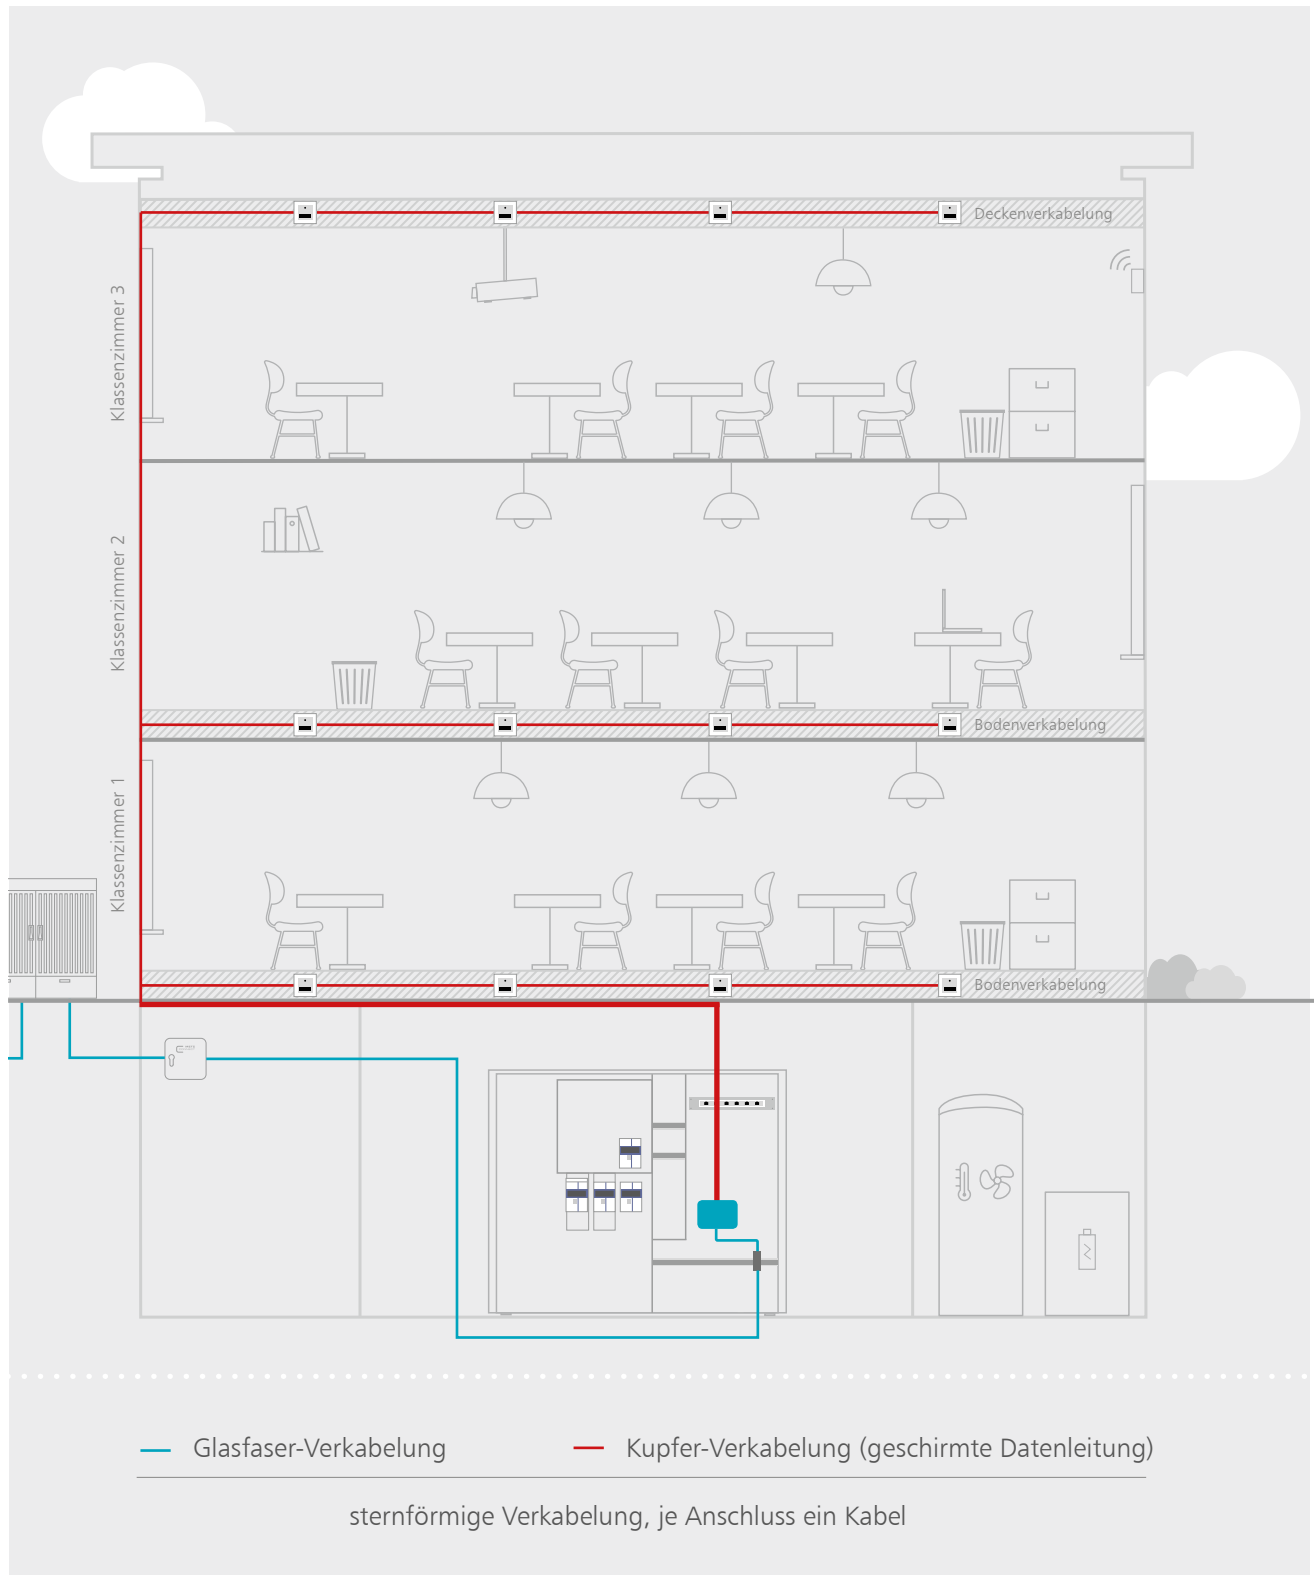 Deckenverkabelung
Klassenzimmer 3
Klassenzimmer 2
Bodenverkabelung
Klassenzimmer 1
Bodenverkabelung
Glasfaser-Verkabelung
Kupfer-Verkabelung (geschirmte Datenleitung)
sternförmige Verkabelung, je Anschluss ein Kabel